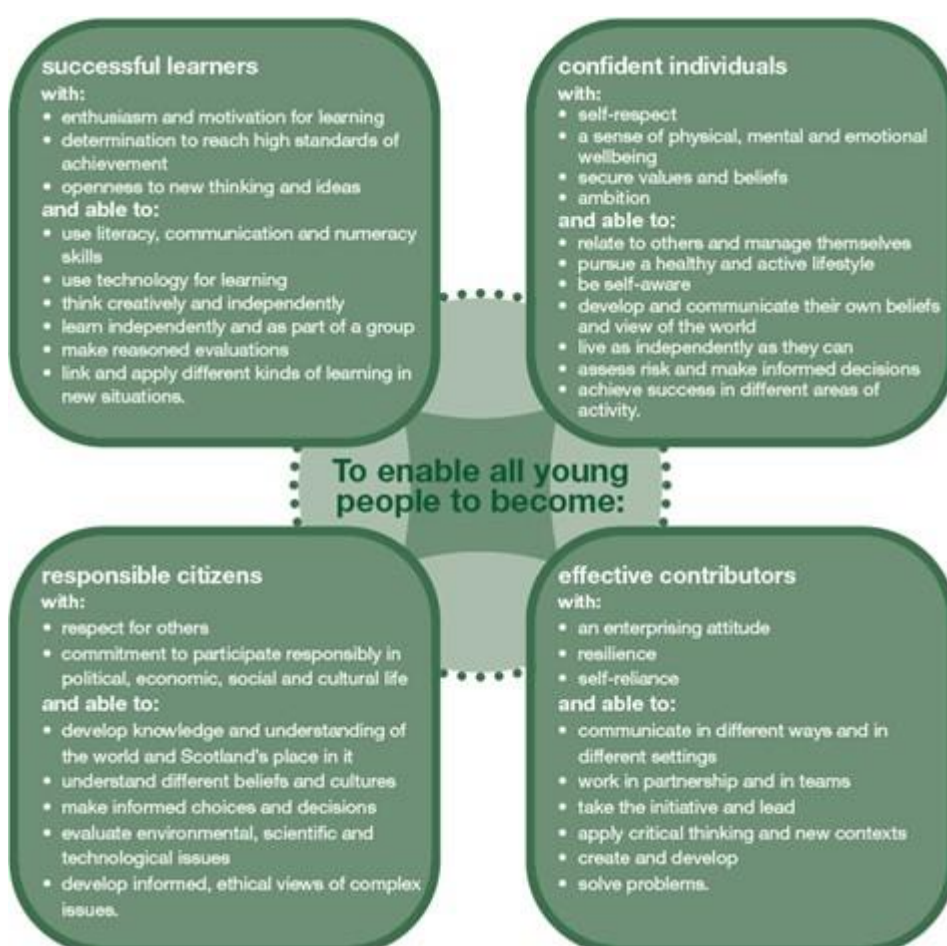 successful learners
with:
• enthusiasm and motivation for learning
• determination to reach high standards of
achievement
• openness to new thinking and ideas
and able to:
• use literacy, communication and numeracy
skills
• use technology for learning
• think creatively and independently
• learn independently and as part of a group
• make reasoned evaluations
• link and apply different kinds of learning in
new situations.
confident individuals
with:
• self-respect
• a sense of physical, mental and emotional
wellbeing
• secure values and beliefs
• ambition
and able to:
• relate to others and manage themselves
• pursue a healthy and active lifestyle
• be self-aware
• develop and communicate their own beliefs
and view of the world
• live as independently as they can
• assess risk and make informed decisions
• achieve success in different areas of
activity.
To enable all young
people to become:
responsible citizens
with:
• respect for others
• commitment to participate responsibly in
political, economic, social and cultural life
and able to:
• develop knowledge and understanding of
the world and Scotland's place in it
• understand different beliefs and cultures
• make informed choices and decisions
• evaluate environmental, scientific and
technological issues
• develop informed, ethical views of complex
issues.
effective contributors
with:
• an enterprising attitude
• resilience
• self-reliance
and able to:
• communicate in different ways and in
different settings
• work in partnership and in teams
• take the initiative and lead
• apply critical thinking and new contexts
• create and develop
• solve problems.